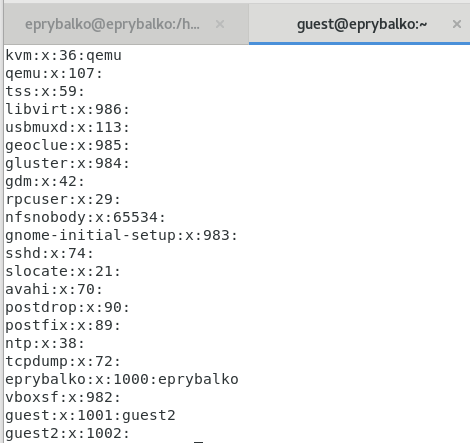 eprybalko@eprybalko:/h... ×
guest@eprybalko:~ ×
kvm:x:36:qemu
qemu:x:107:
tss:x:59:
libvirt:x:986:
usbmuxd:x:113:
geoclue:x:985:
gluster:x:984:
gdm:x:42:
rpcuser:x:29:
nfsnobody:x:65534:
gnome-initial-setup:x:983:
sshd:x:74:
slocate:x:21:
avahi:x:70:
postdrop:x:90:
postfix:x:89:
ntp:x:38:
tcpdump:x:72:
eprybalko:x:1000:eprybalko
vboxsf:x:982:
guest:x:1001:guest2
guest2:x:1002: